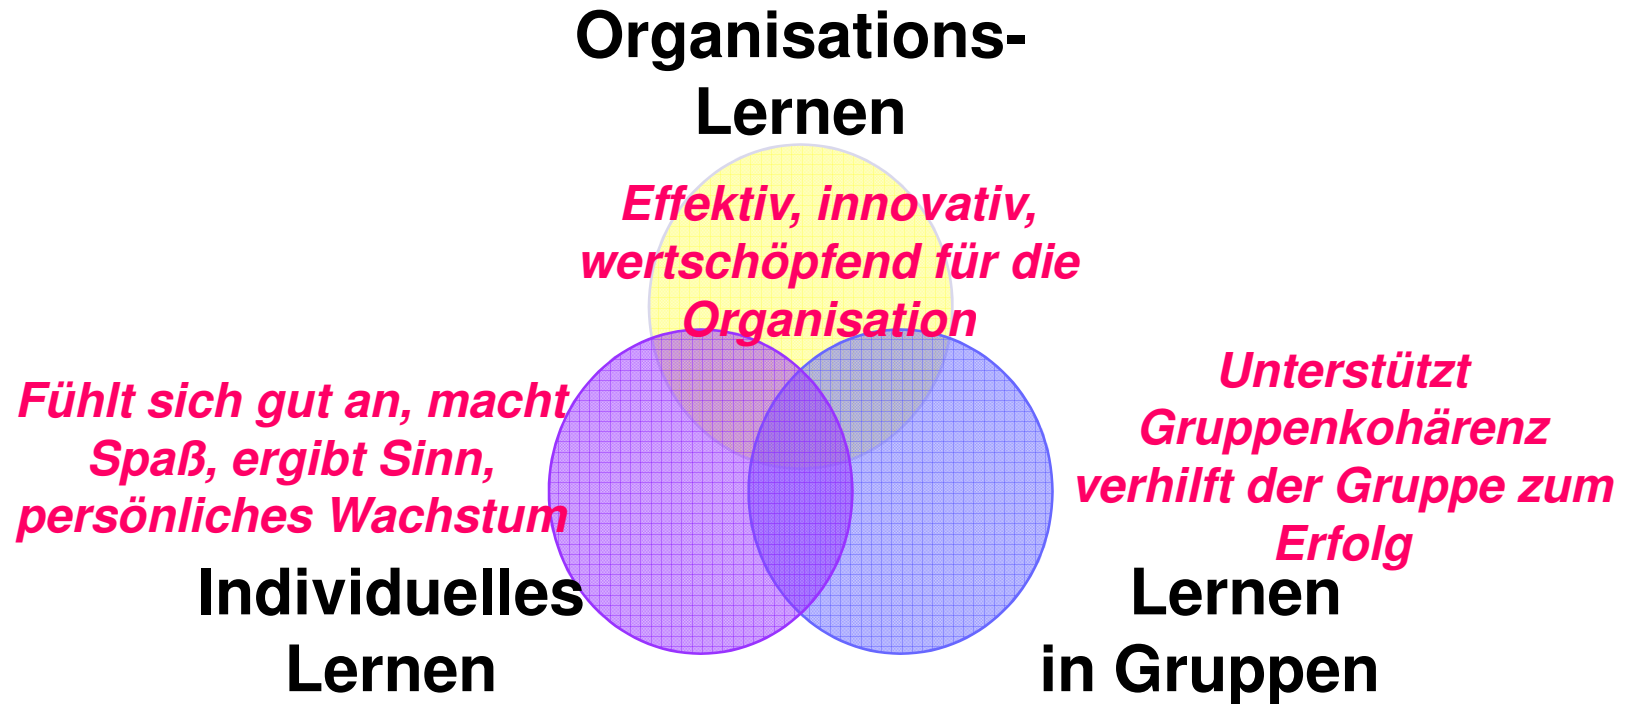 Organisations-
Lernen
Effektiv, innovativ,
wertschöpfend für die
Organisation
Fühlt sich gut an, macht
Spaß, ergibt Sinn,
persönliches Wachstum
Individuelles
Lernen
Unterstützt
Gruppenkohärenz
verhilft der Gruppe zum
Erfolg
Lernen
in Gruppen